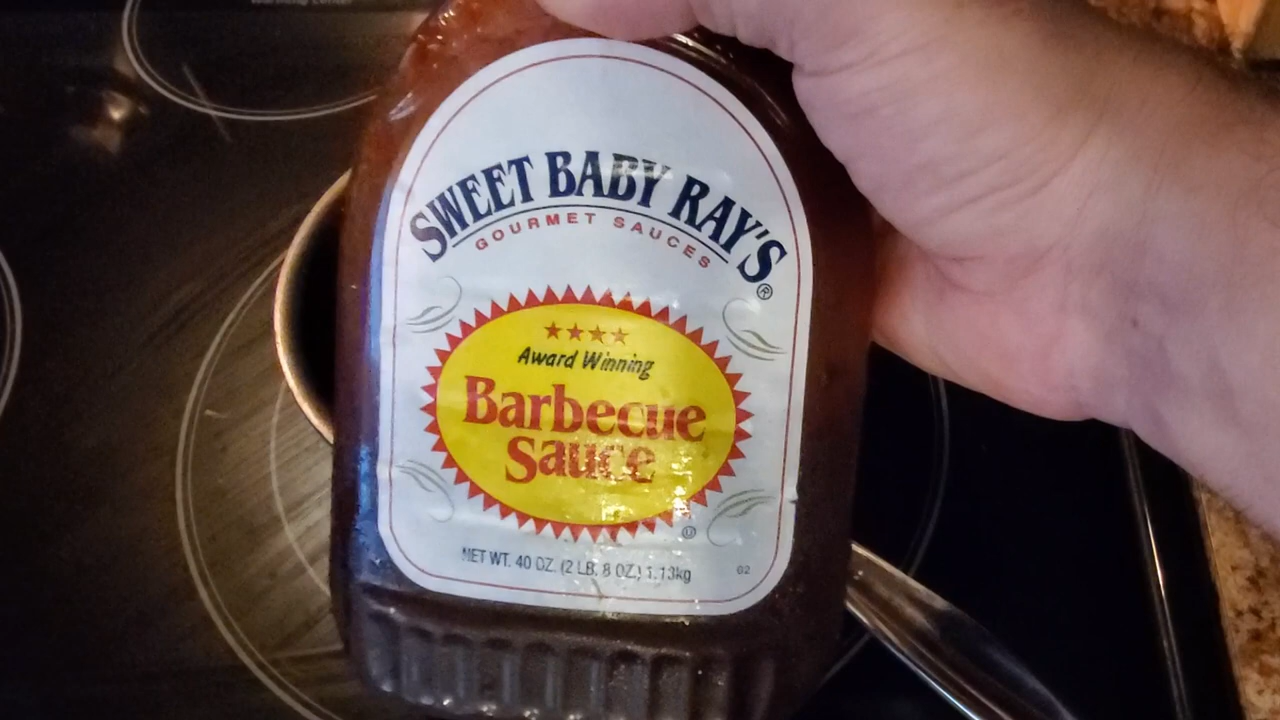 SWEET BABY RAY'S®
GOURMET SAUCES
Award Winning
Barbecue
Sauce
U
NET WT. 40 OZ. (2 LB, 8 OZ.) 1.13kg
02